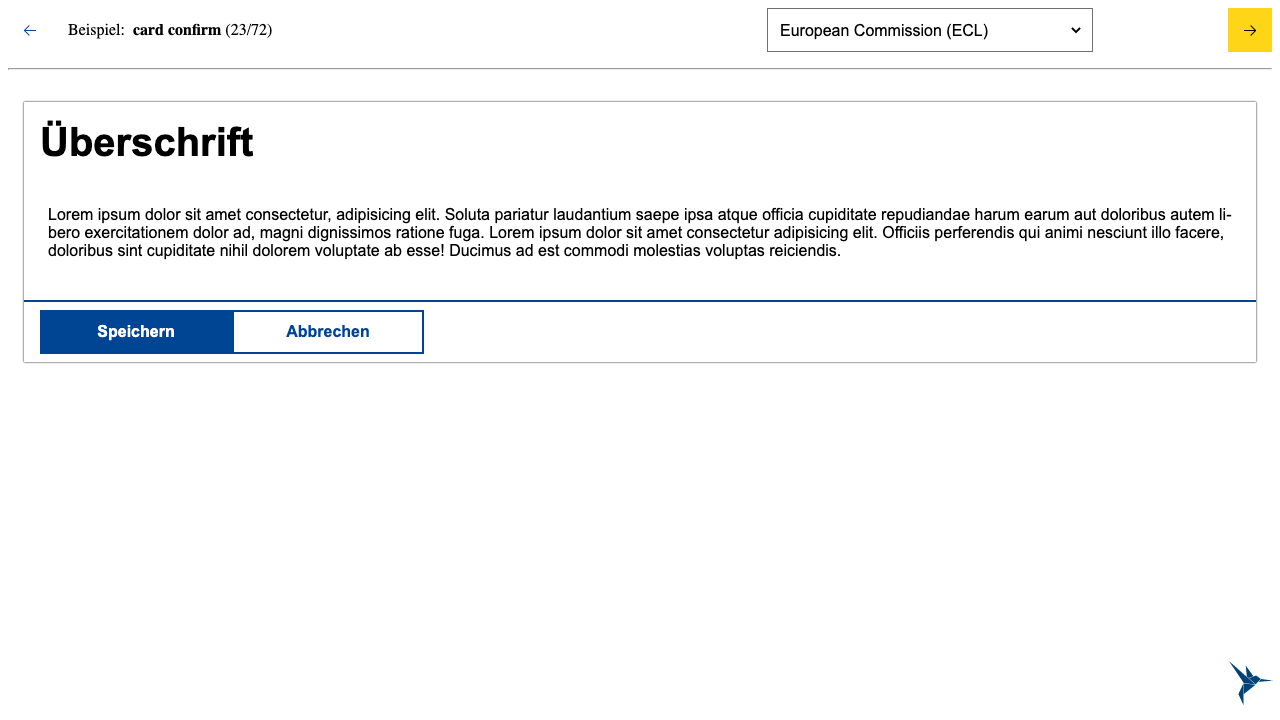 Beispiel: card confirm (23/72)
European Commission (ECL)
Überschrift
Lorem ipsum dolor sit amet consectetur, adipisicing elit. Soluta pariatur laudantium saepe ipsa atque officia cupiditate repudiandae harum earum aut doloribus autem li-
bero exercitationem dolor ad, magni dignissimos ratione fuga. Lorem ipsum dolor sit amet consectetur adipisicing elit. Officiis perferendis qui animi nesciunt illo facere,
doloribus sint cupiditate nihil dolorem voluptate ab esse! Ducimus ad est commodi molestias voluptas reiciendis.
Speichern
Abbrechen